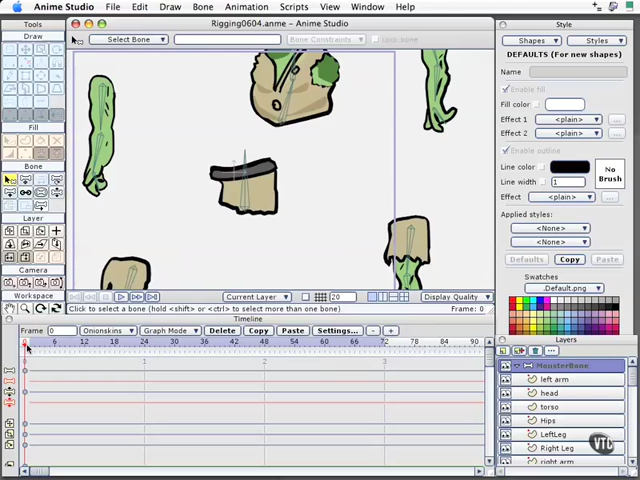 Anime Studio File Edit Draw Bone Animation Scripts View Window Help
Rigging0604.anme - Anime Studio
Select Bone Bone Constraints Lock bone
Tools
Draw
Fill
Bone
Layer
Camera
Workspace
Current Layer 20 Display Quality
Click to select a bone (hold <shift> or <ctrl> to select more than one bone) Frame: 0
Timeline
Frame 0 Onionskins Graph Mode Delete Copy Paste Settings... - +
0 6 12 18 24 30 36 42 48 54 60 66 72 78 84 90
1 2 3
Style
Shapes Styles
DEFAULTS (For new shapes)
Name
Enable fill
Fill color
Effect 1 <plain> ...
Effect 2 <plain> ...
Enable outline
Line color
Line width 1
No Brush
Effect <plain> ...
Applied styles:
<None>
<None>
Defaults Copy Paste
Swatches
.Default.png
Layers
MonsterBone
left arm
head
torso
Hips
LeftLeg
Right Leg
right arm
VTC